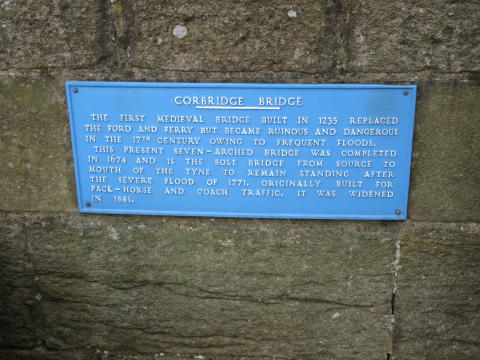 CORBRIDGE BRIDGE
THE FIRST MEDIEVAL BRIDGE BUILT IN 1235 REPLACED
THE FORD AND FERRY BUT BECAME RUINOUS AND DANGEROUS
IN THE 17TH CENTURY OWING TO FREQUENT FLOODS.
THIS PRESENT SEVEN-ARCHED BRIDGE WAS COMPLETED
IN 1674 AND IS THE SOLE BRIDGE FROM SOURCE TO
MOUTH OF THE TYNE TO REMAIN STANDING AFTER
THE SEVERE FLOOD OF 1771. ORIGINALLY BUILT FOR
PACK-HORSE AND COACH TRAFFIC, IT WAS WIDENED
IN 1881.